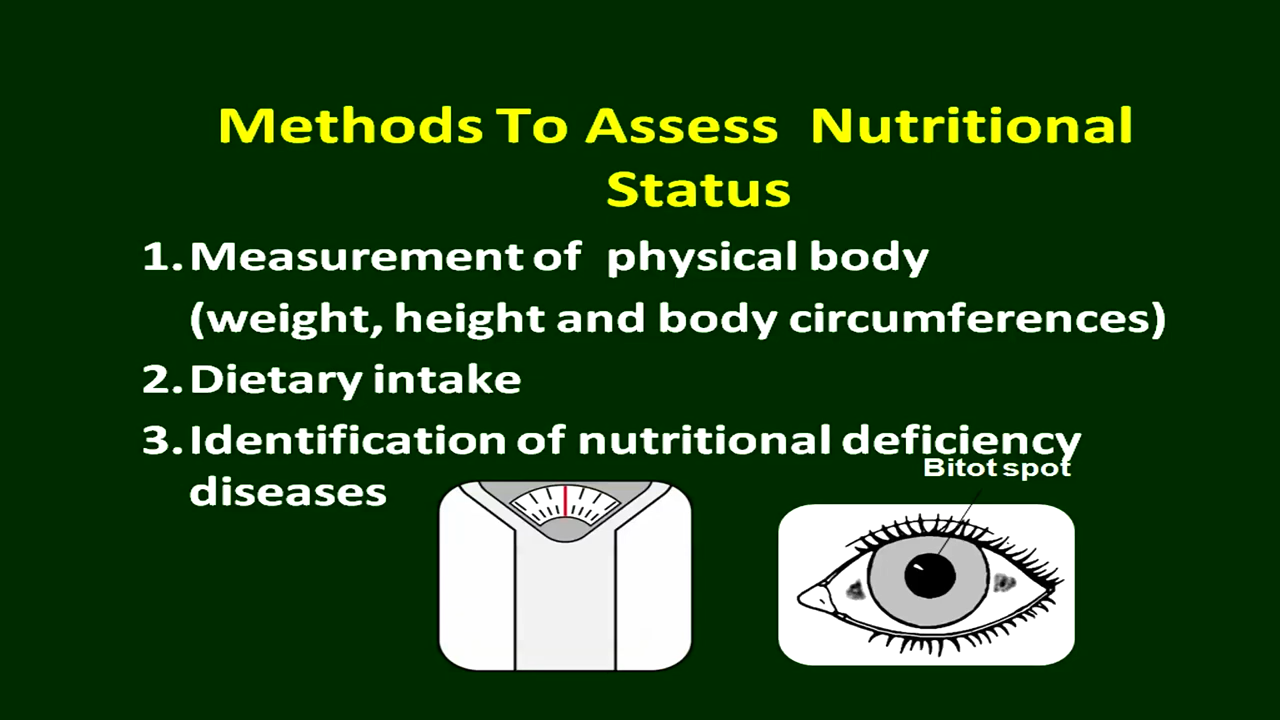 Methods To Assess Nutritional
Status
1. Measurement of physical body
(weight, height and body circumferences)
2. Dietary intake
3. Identification of nutritional deficiency
diseases
Bitot spot